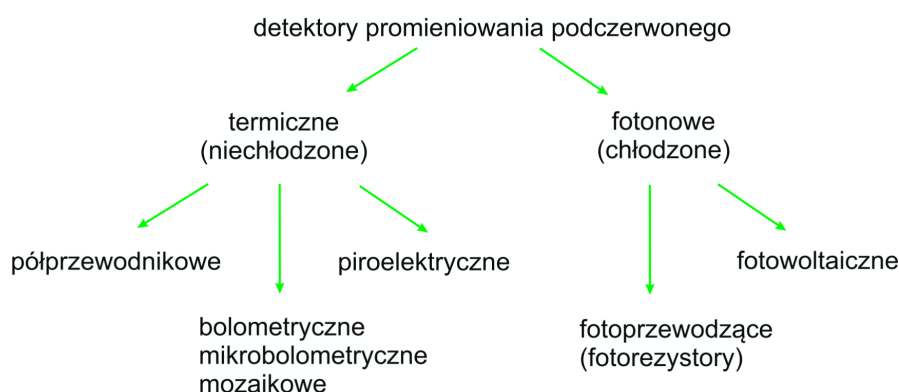 detektory promieniowania podczerwonego
termiczne
(niechłodzone)
fotonowe
(chłodzone)
półprzewodnikowe
piroelektryczne
fotowoltaiczne
bolometryczne
mikrobolometryczne
mozaikowe
fotoprzewodzące
(fotorezystory)